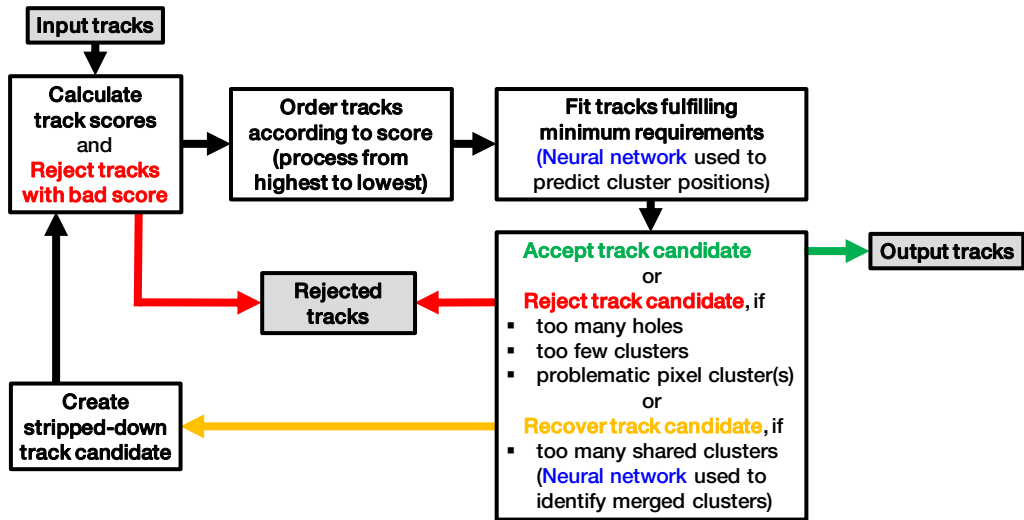 Input tracks
Calculate
track scores
and
Reject tracks
with bad score
Order tracks
according to score
(process from
highest to lowest)
Fit tracks fulfilling
minimum requirements
(Neural network used to
predict cluster positions)
Accept track candidate
or
Reject track candidate, if
▪ too many holes
▪ too few clusters
▪ problematic pixel cluster(s)
or
Recover track candidate, if
▪ too many shared clusters
(Neural network used to
identify merged clusters)
Output tracks
Rejected
tracks
Create
stripped-down
track candidate